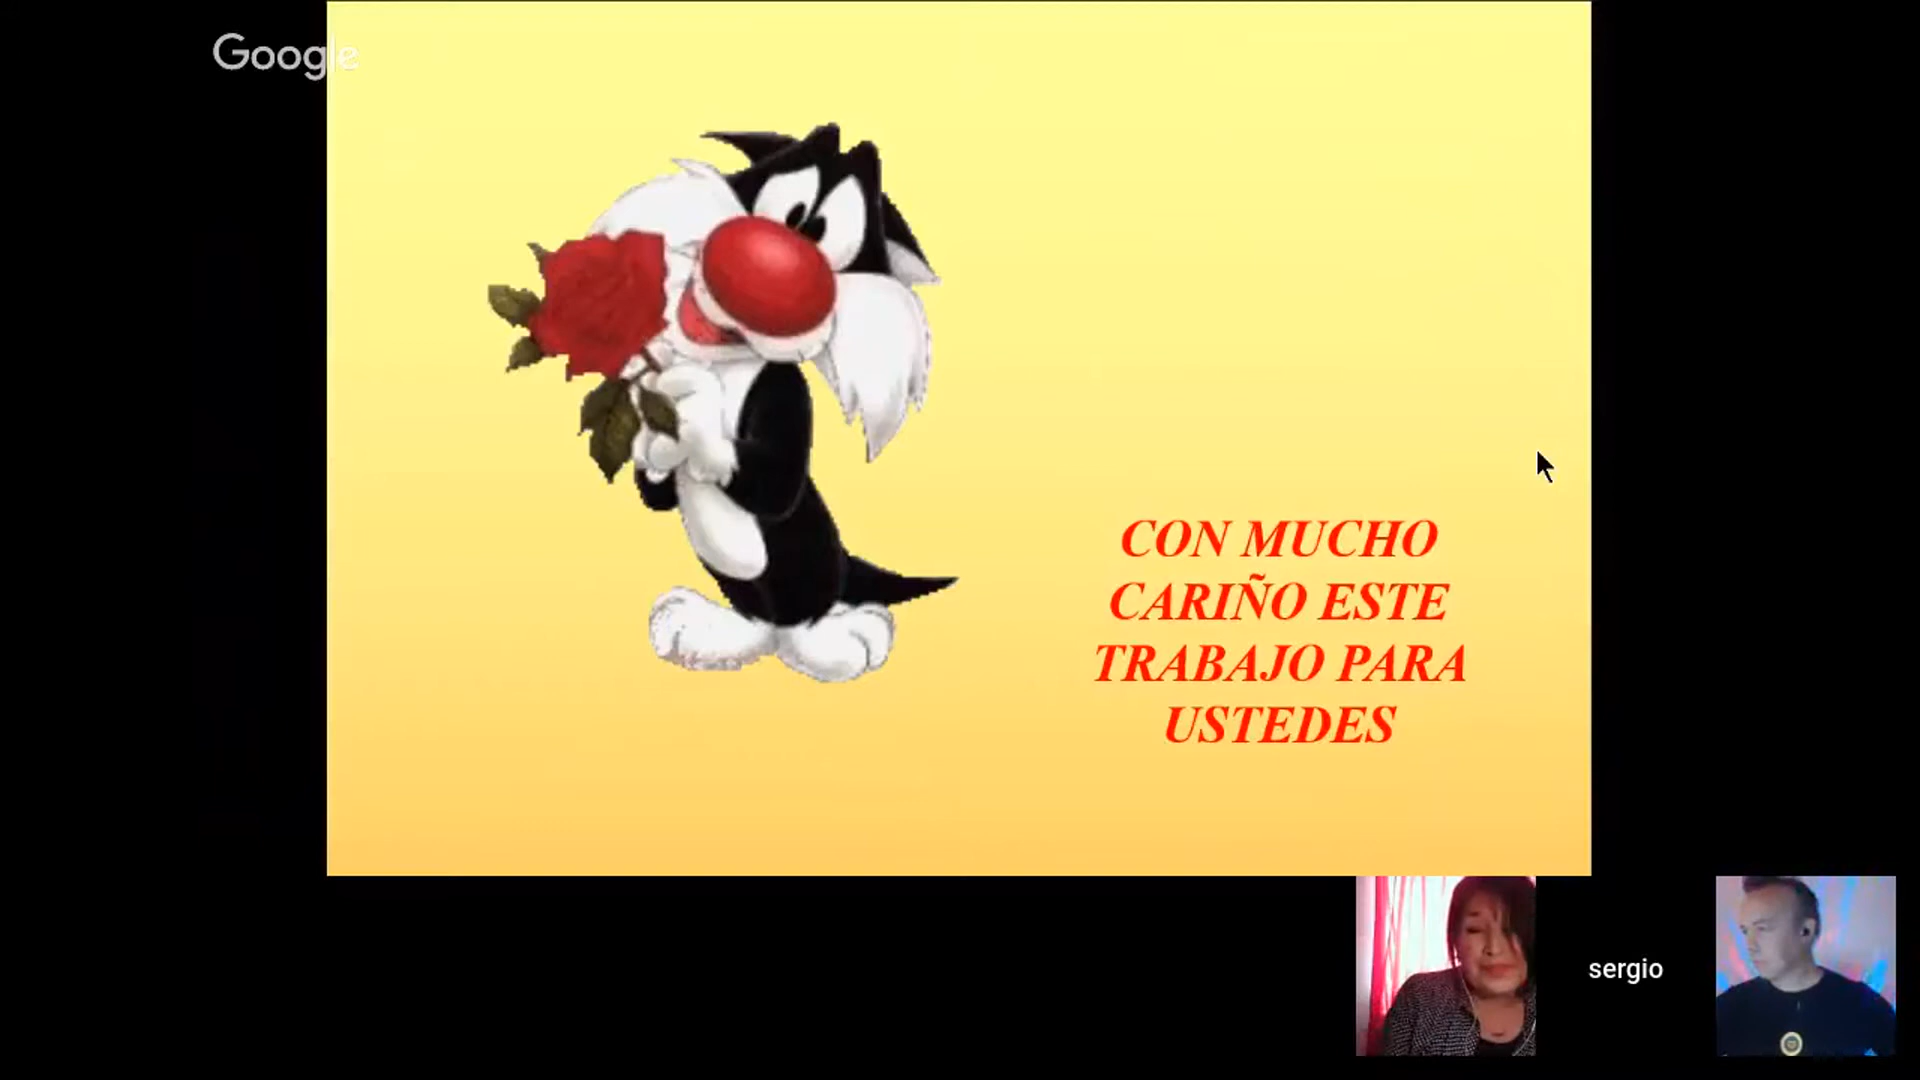 Google
CON MUCHO
CARIÑO ESTE
TRABAJO PARA
USTEDES
sergio